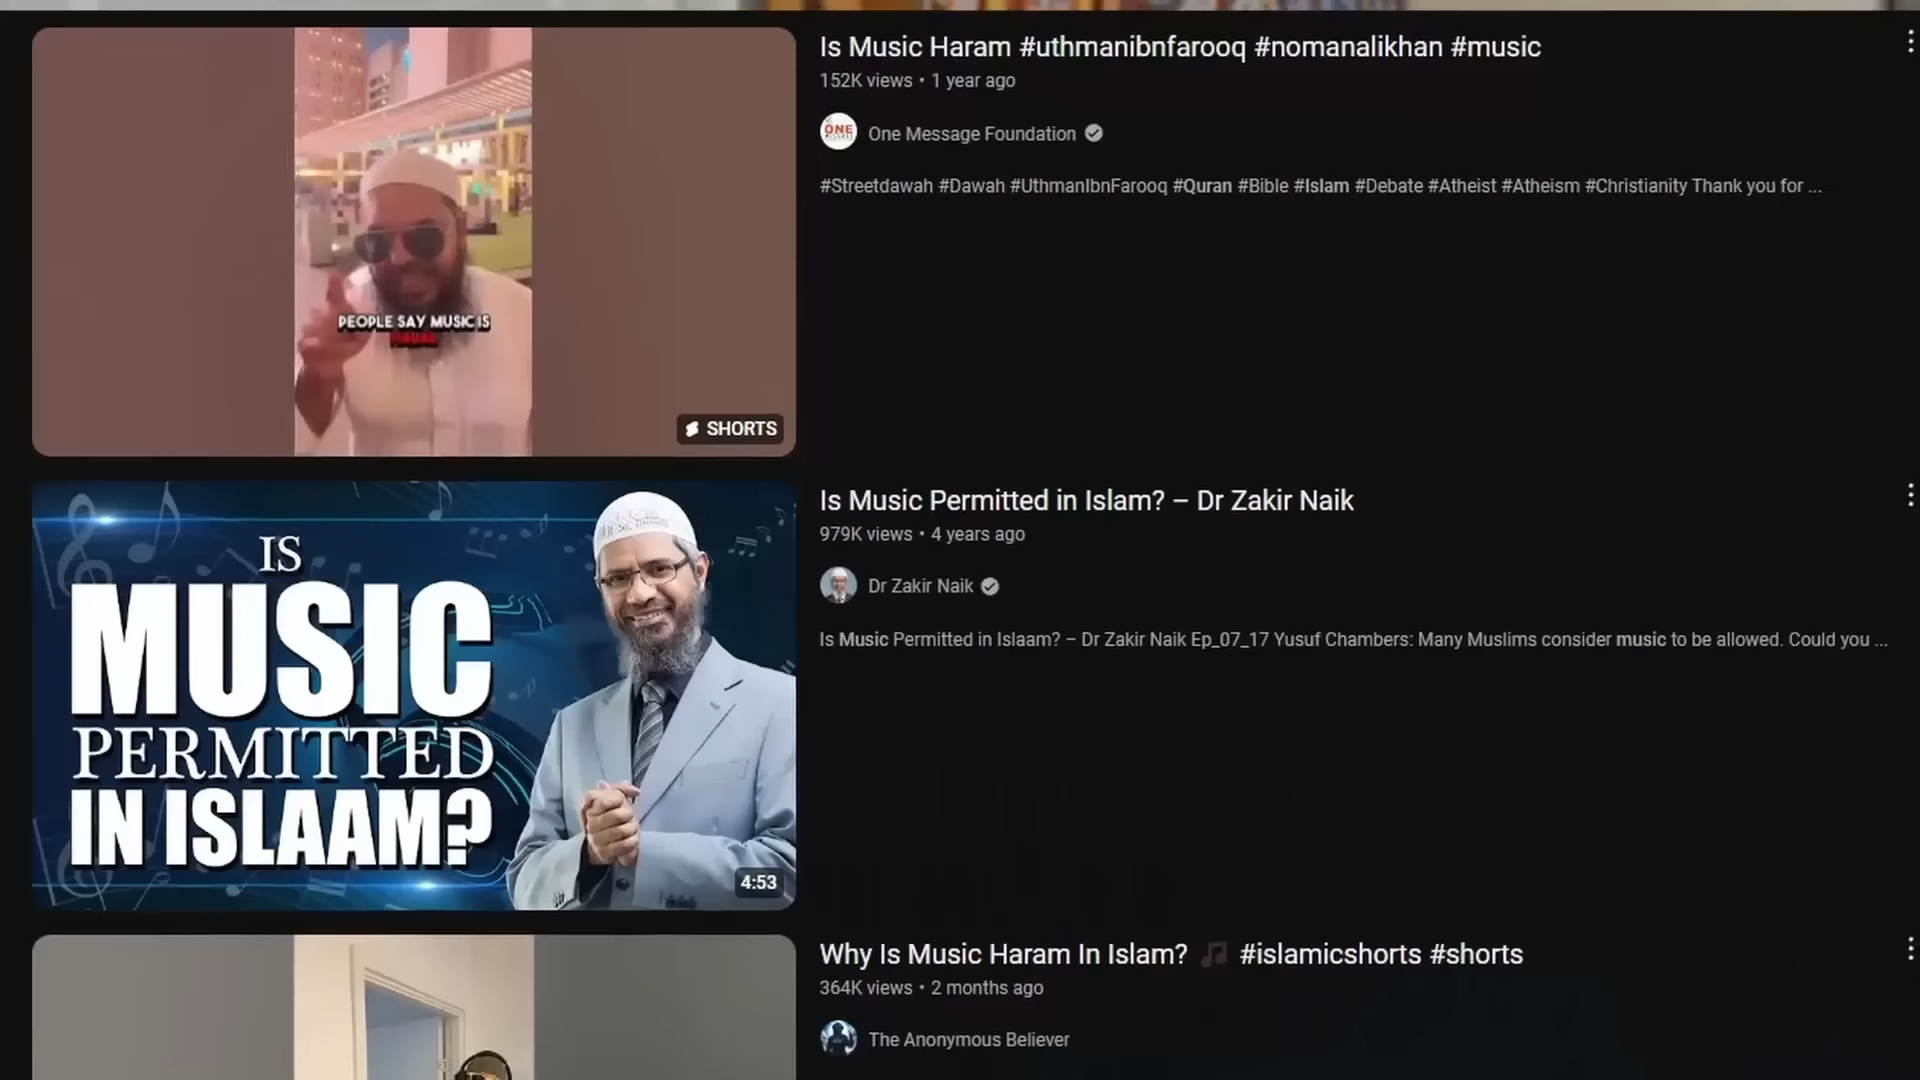 Is Music Haram #uthmanibnfarooq #nomanalikhan #music
152K views • 1 year ago
ONE
One Message Foundation
#Streetdawah #Dawah #UthmanIbnFarooq #Quran #Bible #Islam #Debate #Atheist #Atheism #Christianity Thank you for ...
PEOPLE SAY MUSIC IS
SHORTS
Is Music Permitted in Islam? – Dr Zakir Naik
979K views • 4 years ago
Dr Zakir Naik
Is Music Permitted in Islaam? – Dr Zakir Naik Ep_07_17 Yusuf Chambers: Many Muslims consider music to be allowed. Could you ...
IS
MUSIC
PERMITTED
IN ISLAAM?
4:53
Why Is Music Haram In Islam? 🎵 #islamicshorts #shorts
364K views • 2 months ago
The Anonymous Believer